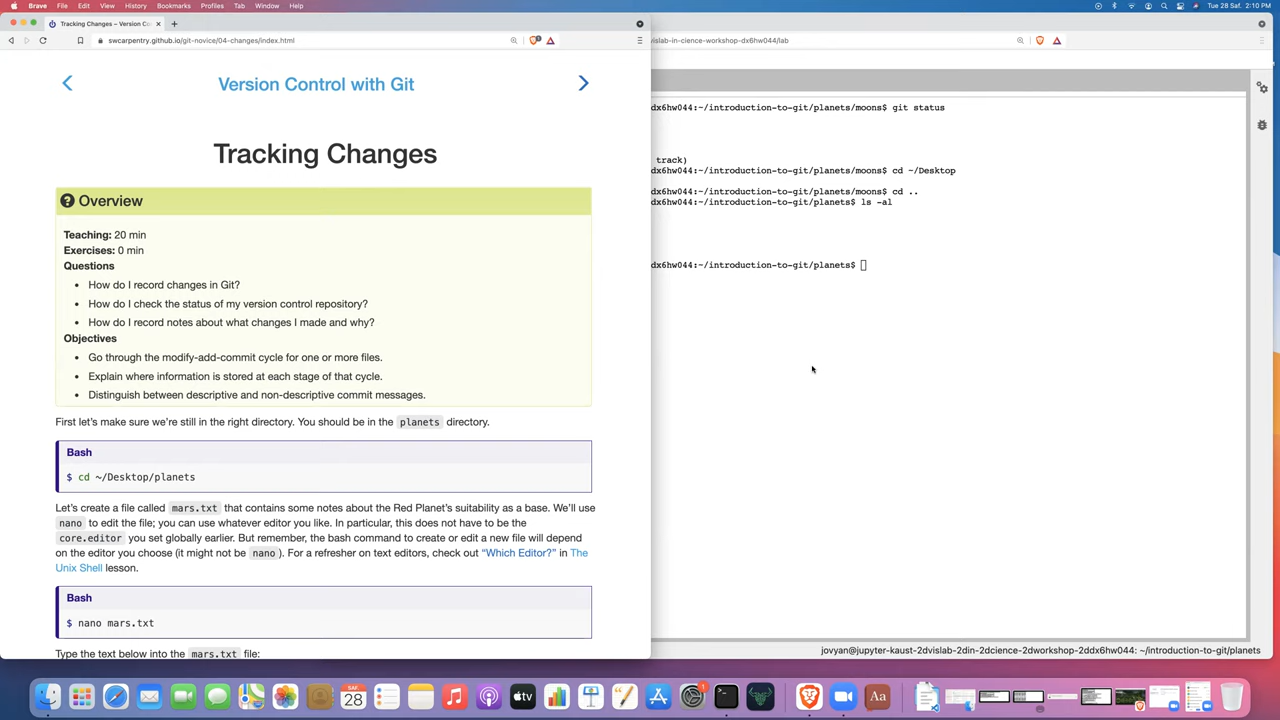 Brave File Edit View History Bookmarks Profiles Tab Window Help
Tue 28 Saf. 2:10 PM
Tracking Changes – Version Co
swcarpentry.github.io/git-novice/04-changes/index.html
vislab-in-cience-workshop-dx6hw044/lab
Version Control with Git
Tracking Changes
Overview
Teaching: 20 min
Exercises: 0 min
Questions
• How do I record changes in Git?
• How do I check the status of my version control repository?
• How do I record notes about what changes I made and why?
Objectives
• Go through the modify-add-commit cycle for one or more files.
• Explain where information is stored at each stage of that cycle.
• Distinguish between descriptive and non-descriptive commit messages.
First let's make sure we're still in the right directory. You should be in the planets directory.
Bash
$ cd ~/Desktop/planets
Let's create a file called mars.txt that contains some notes about the Red Planet's suitability as a base. We'll use
nano to edit the file; you can use whatever editor you like. In particular, this does not have to be the
core.editor you set globally earlier. But remember, the bash command to create or edit a new file will depend
on the editor you choose (it might not be nano ). For a refresher on text editors, check out “Which Editor?” in The
Unix Shell lesson.
Bash
$ nano mars.txt
Type the text below into the mars.txt file:
dx6hw044:~/introduction-to-git/planets/moons$ git status
track)
dx6hw044:~/introduction-to-git/planets/moons$ cd ~/Desktop
dx6hw044:~/introduction-to-git/planets/moons$ cd ..
dx6hw044:~/introduction-to-git/planets$ ls -al
dx6hw044:~/introduction-to-git/planets$
jovyan@jupyter-kaust-2dvislab-2din-2dcience-2dworkshop-2ddx6hw044: ~/introduction-to-git/planets
SAF.
28
tv
Aa